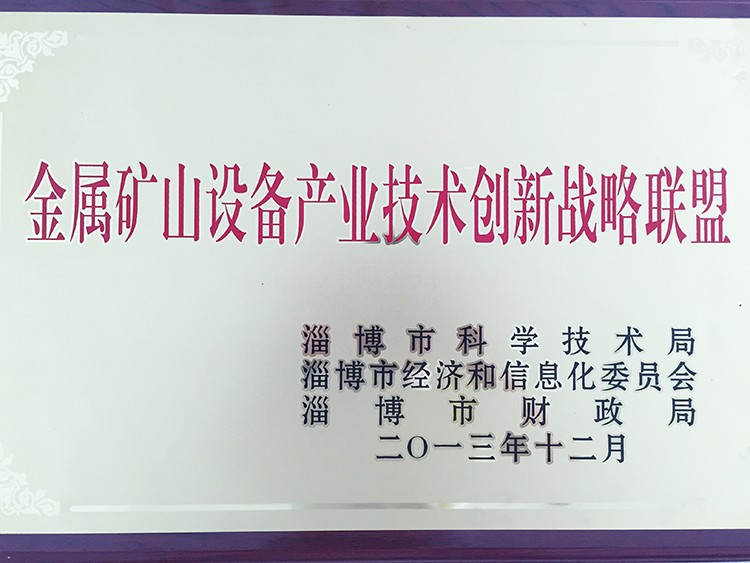 金属矿山设备产业技术创新战略联盟
淄博市科学技术局
淄博市经济和信息化委员会
淄博市财政局
二〇一三年十二月